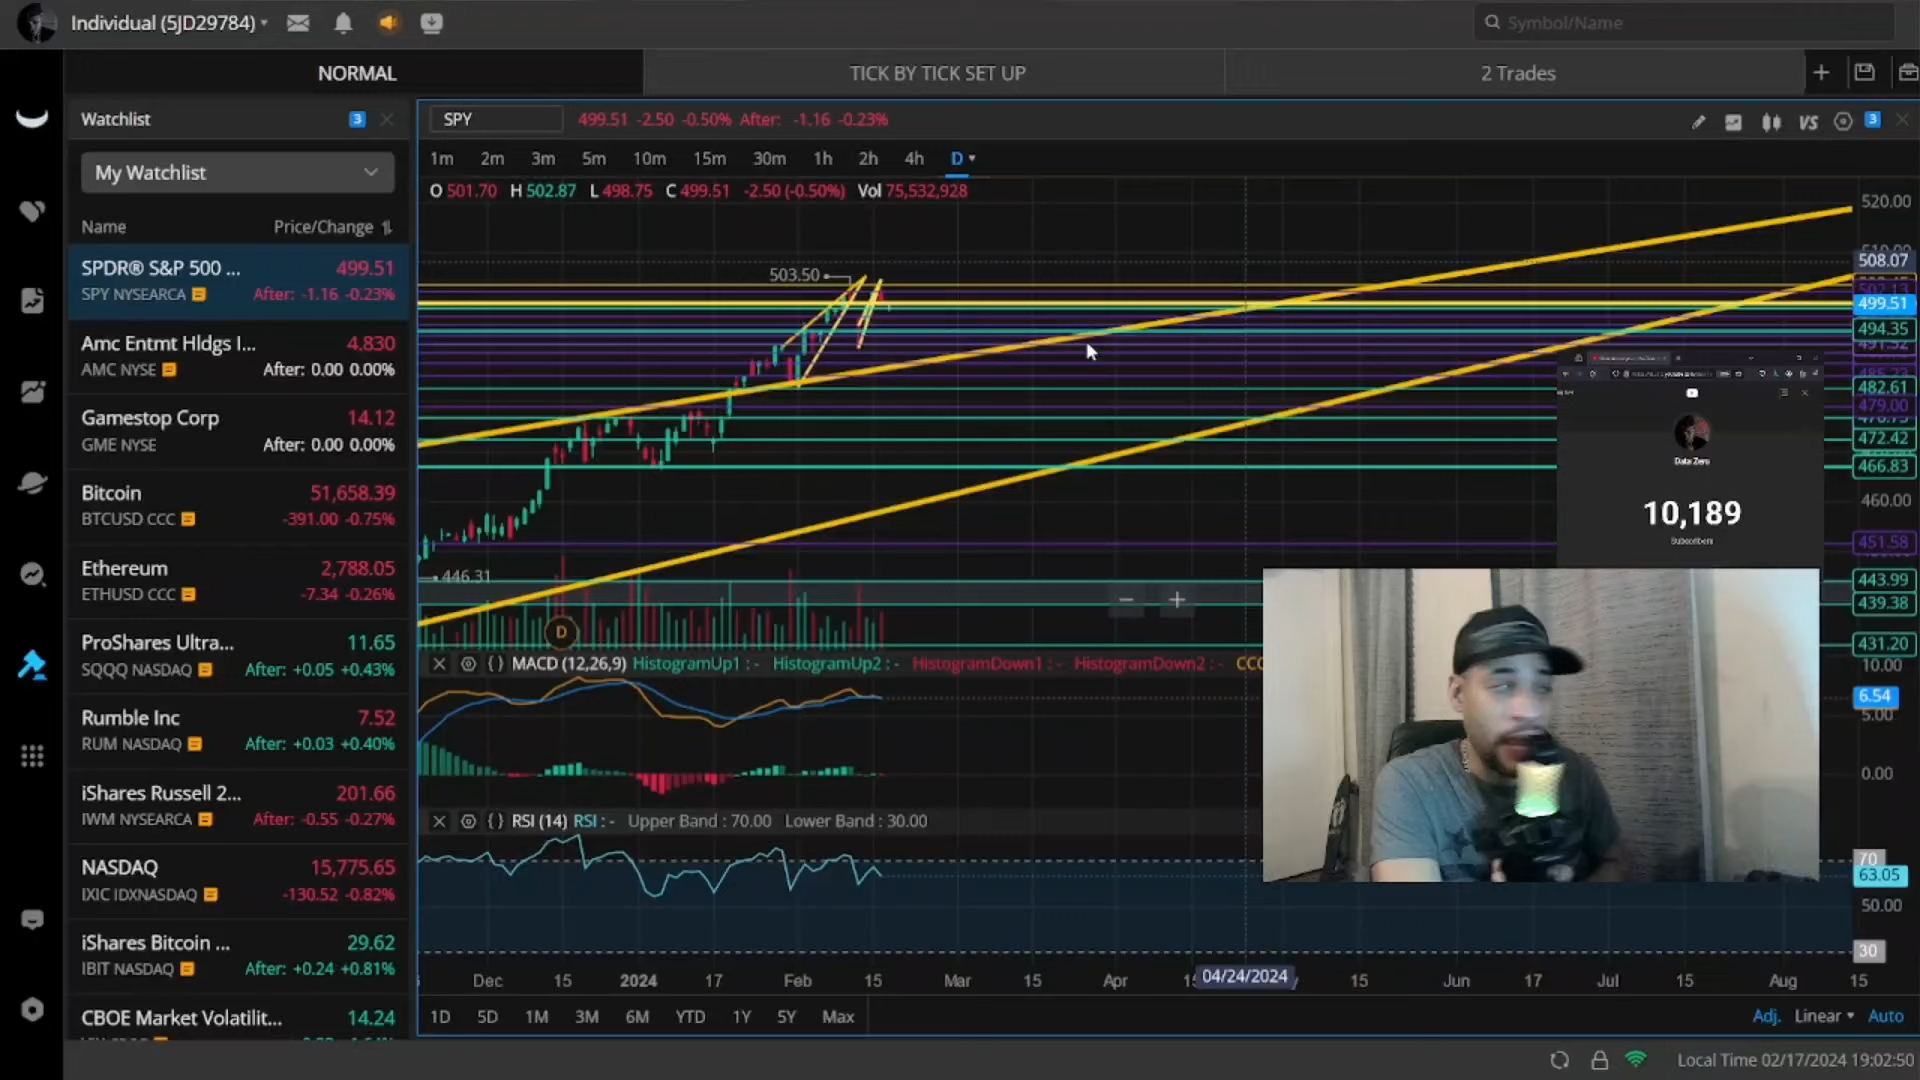 Individual (5JD29784)
Symbol/Name
NORMAL
TICK BY TICK SET UP
2 Trades
Watchlist
3
My Watchlist
Name
Price/Change
SPDR® S&P 500 ...
499.51
SPY NYSEARCA
After: -1.16 -0.23%
Amc Entmt Hldgs I...
4.830
AMC NYSE
After: 0.00 0.00%
Gamestop Corp
14.12
GME NYSE
After: 0.00 0.00%
Bitcoin
51,658.39
BTCUSD CCC
-391.00 -0.75%
Ethereum
2,788.05
ETHUSD CCC
-7.34 -0.26%
ProShares Ultra...
11.65
SQQQ NASDAQ
After: +0.05 +0.43%
Rumble Inc
7.52
RUM NASDAQ
After: +0.03 +0.40%
iShares Russell 2...
201.66
IWM NYSEARCA
After: -0.55 -0.27%
NASDAQ
15,775.65
IXIC IDXNASDAQ
-130.52 -0.82%
iShares Bitcoin ...
29.62
IBIT NASDAQ
After: +0.24 +0.81%
CBOE Market Volatilit...
14.24
SPY
499.51 -2.50 -0.50% After: -1.16 -0.23%
VS
3
1m 2m 3m 5m 10m 15m 30m 1h 2h 4h D
O 501.70 H 502.87 L 498.75 C 499.51 -2.50 (-0.50%) Vol 75,532,928
503.50
446.31
D
520.00
508.07
499.51
494.35
482.61
479.00
472.42
466.83
460.00
451.58
443.99
439.38
431.20
Data Zero
10,189
Subscribers
MACD (12,26,9) HistogramUp1 : - HistogramUp2 : - HistogramDown1 : - HistogramDown2 : -
10.00
6.54
5.00
0.00
RSI (14) RSI : - Upper Band : 70.00 Lower Band : 30.00
70
63.05
50.00
30
Dec 15 2024 17 Feb 15 Mar 15 Apr 04/24/2024 15 Jun 17 Jul 15 Aug 15
1D 5D 1M 3M 6M YTD 1Y 5Y Max
Adj. Linear Auto
Local Time 02/17/2024 19:02:50